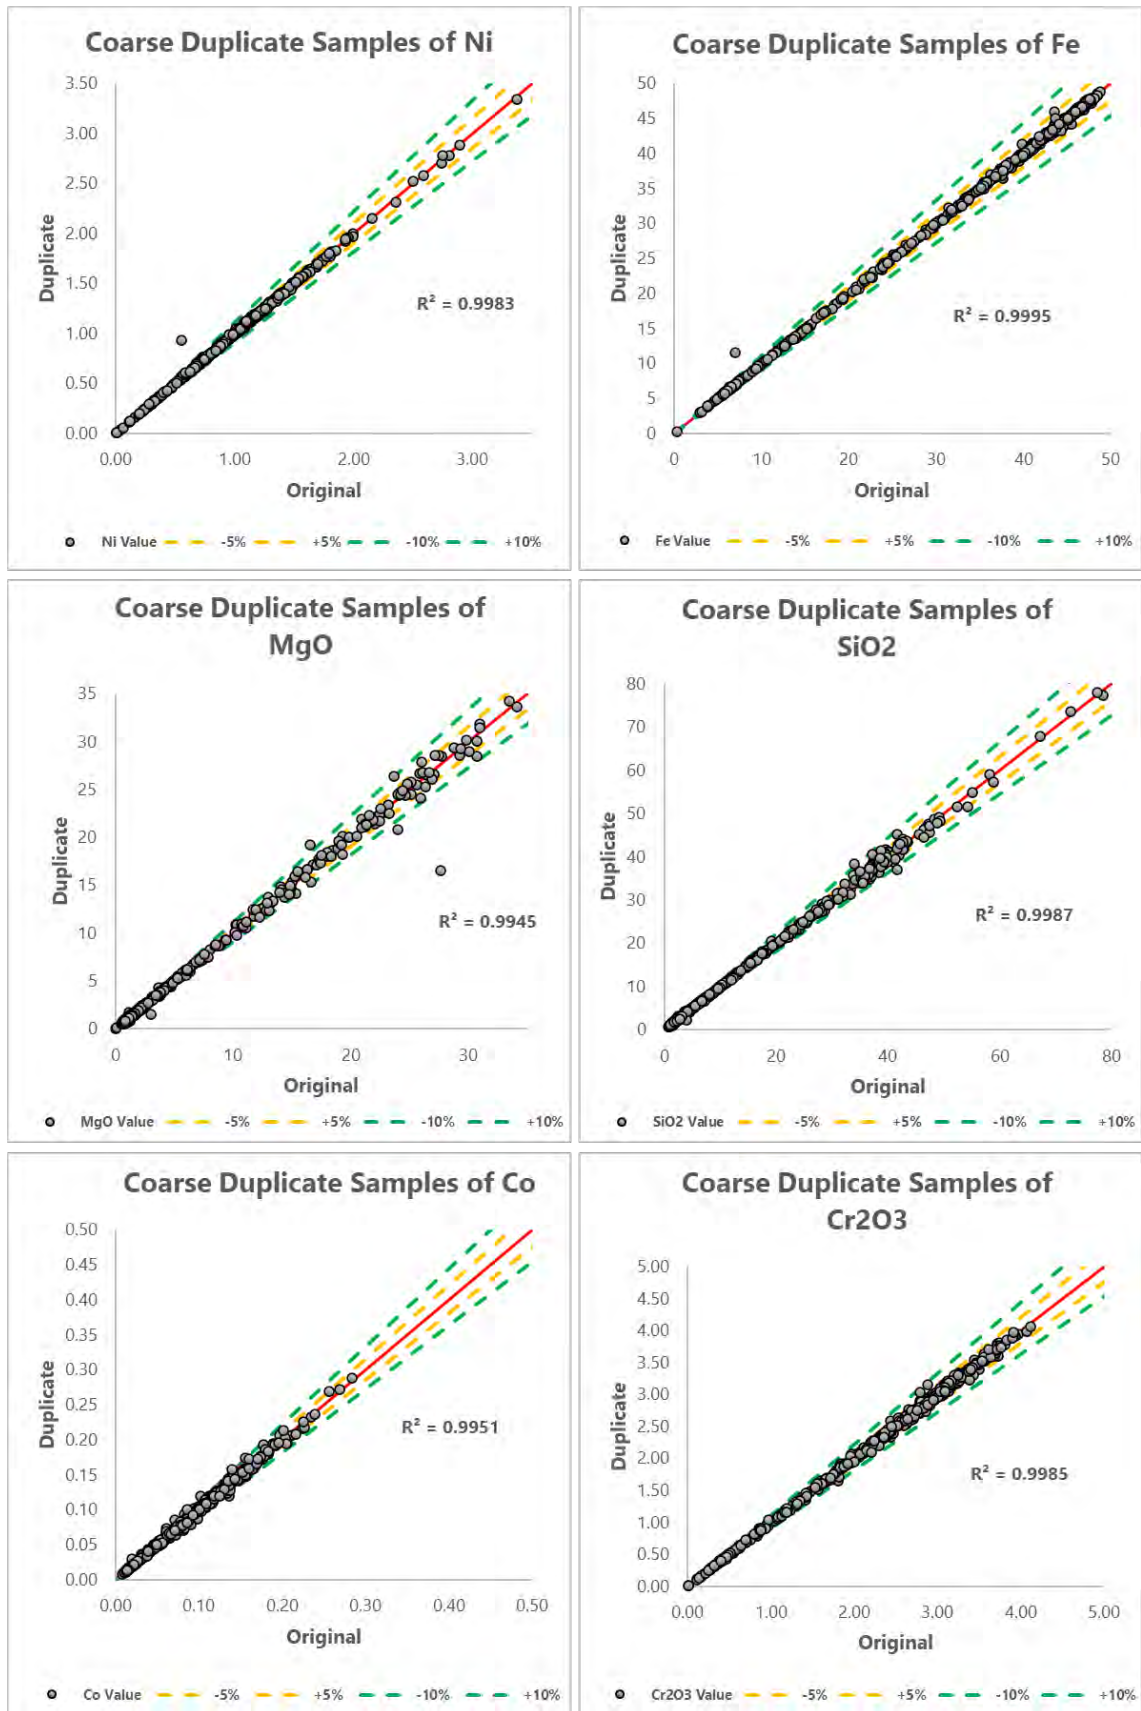 Coarse Duplicate Samples of Ni
3.50
3.00
2.50
2.00
1.50
1.00
0.50
0.00
Duplicate
R² = 0.9983
0.00 1.00 2.00 3.00
Original
Ni Value -5% +5% -10% +10%
Coarse Duplicate Samples of Fe
50
45
40
35
30
25
20
15
10
5
0
Duplicate
R² = 0.9995
0 10 20 30 40 50
Original
Fe Value -5% +5% -10% +10%
Coarse Duplicate Samples of
MgO
35
30
25
20
15
10
5
0
Duplicate
R² = 0.9945
0 10 20 30
Original
MgO Value -5% +5% -10% +10%
Coarse Duplicate Samples of
SiO2
80
70
60
50
40
30
20
10
0
Duplicate
R² = 0.9987
0 20 40 60 80
Original
SiO2 Value -5% +5% -10% +10%
Coarse Duplicate Samples of Co
0.50
0.45
0.40
0.35
0.30
0.25
0.20
0.15
0.10
0.05
0.00
Duplicate
R² = 0.9951
0.00 0.10 0.20 0.30 0.40 0.50
Original
Co Value -5% +5% -10% +10%
Coarse Duplicate Samples of
Cr2O3
5.00
4.50
4.00
3.50
3.00
2.50
2.00
1.50
1.00
0.50
0.00
Duplicate
R² = 0.9985
0.00 1.00 2.00 3.00 4.00 5.00
Original
Cr2O3 Value -5% +5% -10% +10%